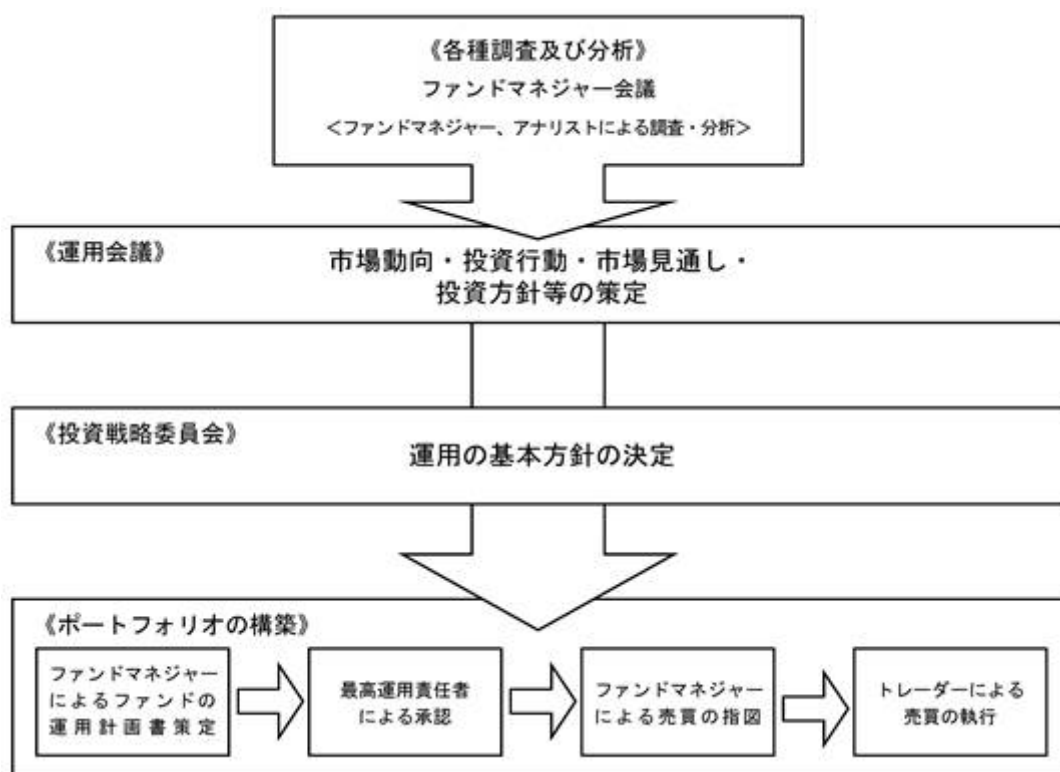 《各種調査及び分析》
ファンドマネジャー会議
＜ファンドマネジャー、アナリストによる調査・分析＞
《運用会議》
市場動向・投資行動・市場見通し・
投資方針等の策定
《投資戦略委員会》
運用の基本方針の決定
《ポートフォリオの構築》
ファンドマネジャー
によるファンドの
運用計画書策定
最高運用責任者
による承認
ファンドマネジャー
による売買の指図
トレーダーによる
売買の執行